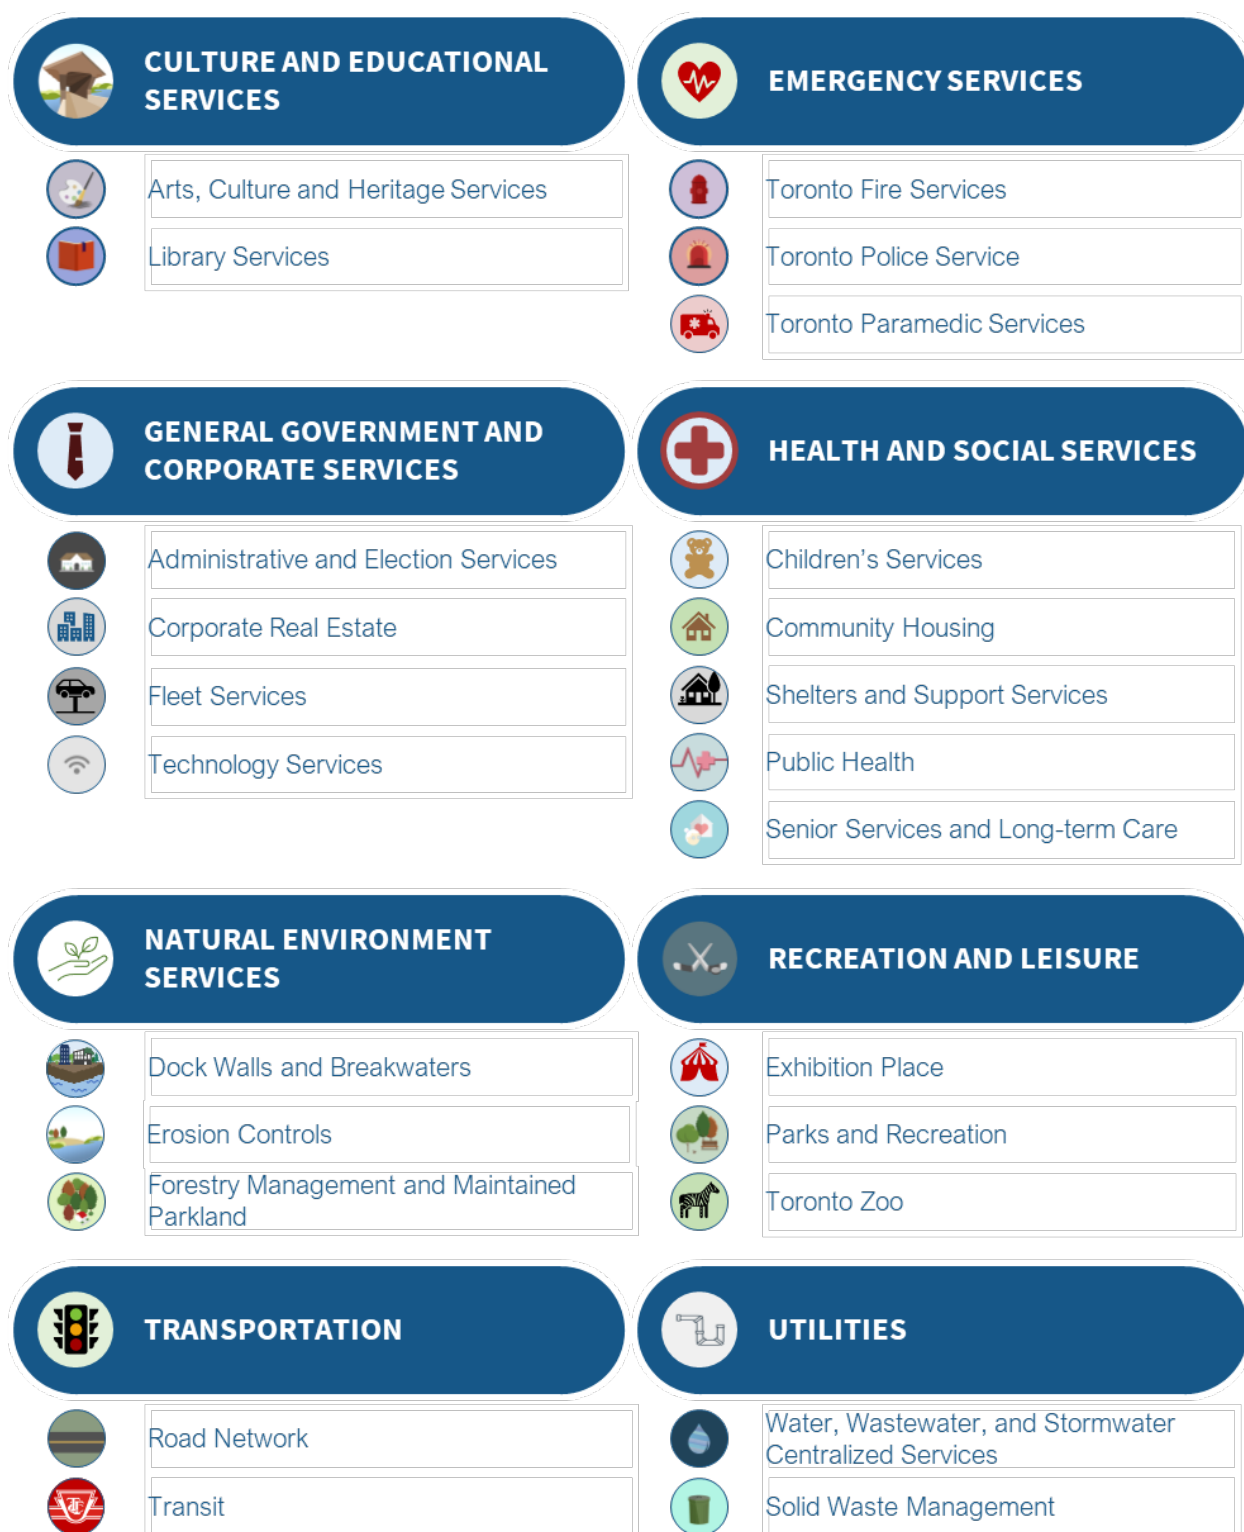 CULTURE AND EDUCATIONAL
SERVICES
Arts, Culture and Heritage Services
Library Services
EMERGENCY SERVICES
Toronto Fire Services
Toronto Police Service
Toronto Paramedic Services
GENERAL GOVERNMENT AND
CORPORATE SERVICES
Administrative and Election Services
Corporate Real Estate
Fleet Services
Technology Services
HEALTH AND SOCIAL SERVICES
Children’s Services
Community Housing
Shelters and Support Services
Public Health
Senior Services and Long-term Care
NATURAL ENVIRONMENT
SERVICES
Dock Walls and Breakwaters
Erosion Controls
Forestry Management and Maintained
Parkland
RECREATION AND LEISURE
Exhibition Place
Parks and Recreation
Toronto Zoo
TRANSPORTATION
Road Network
TTC
Transit
UTILITIES
Water, Wastewater, and Stormwater
Centralized Services
Solid Waste Management